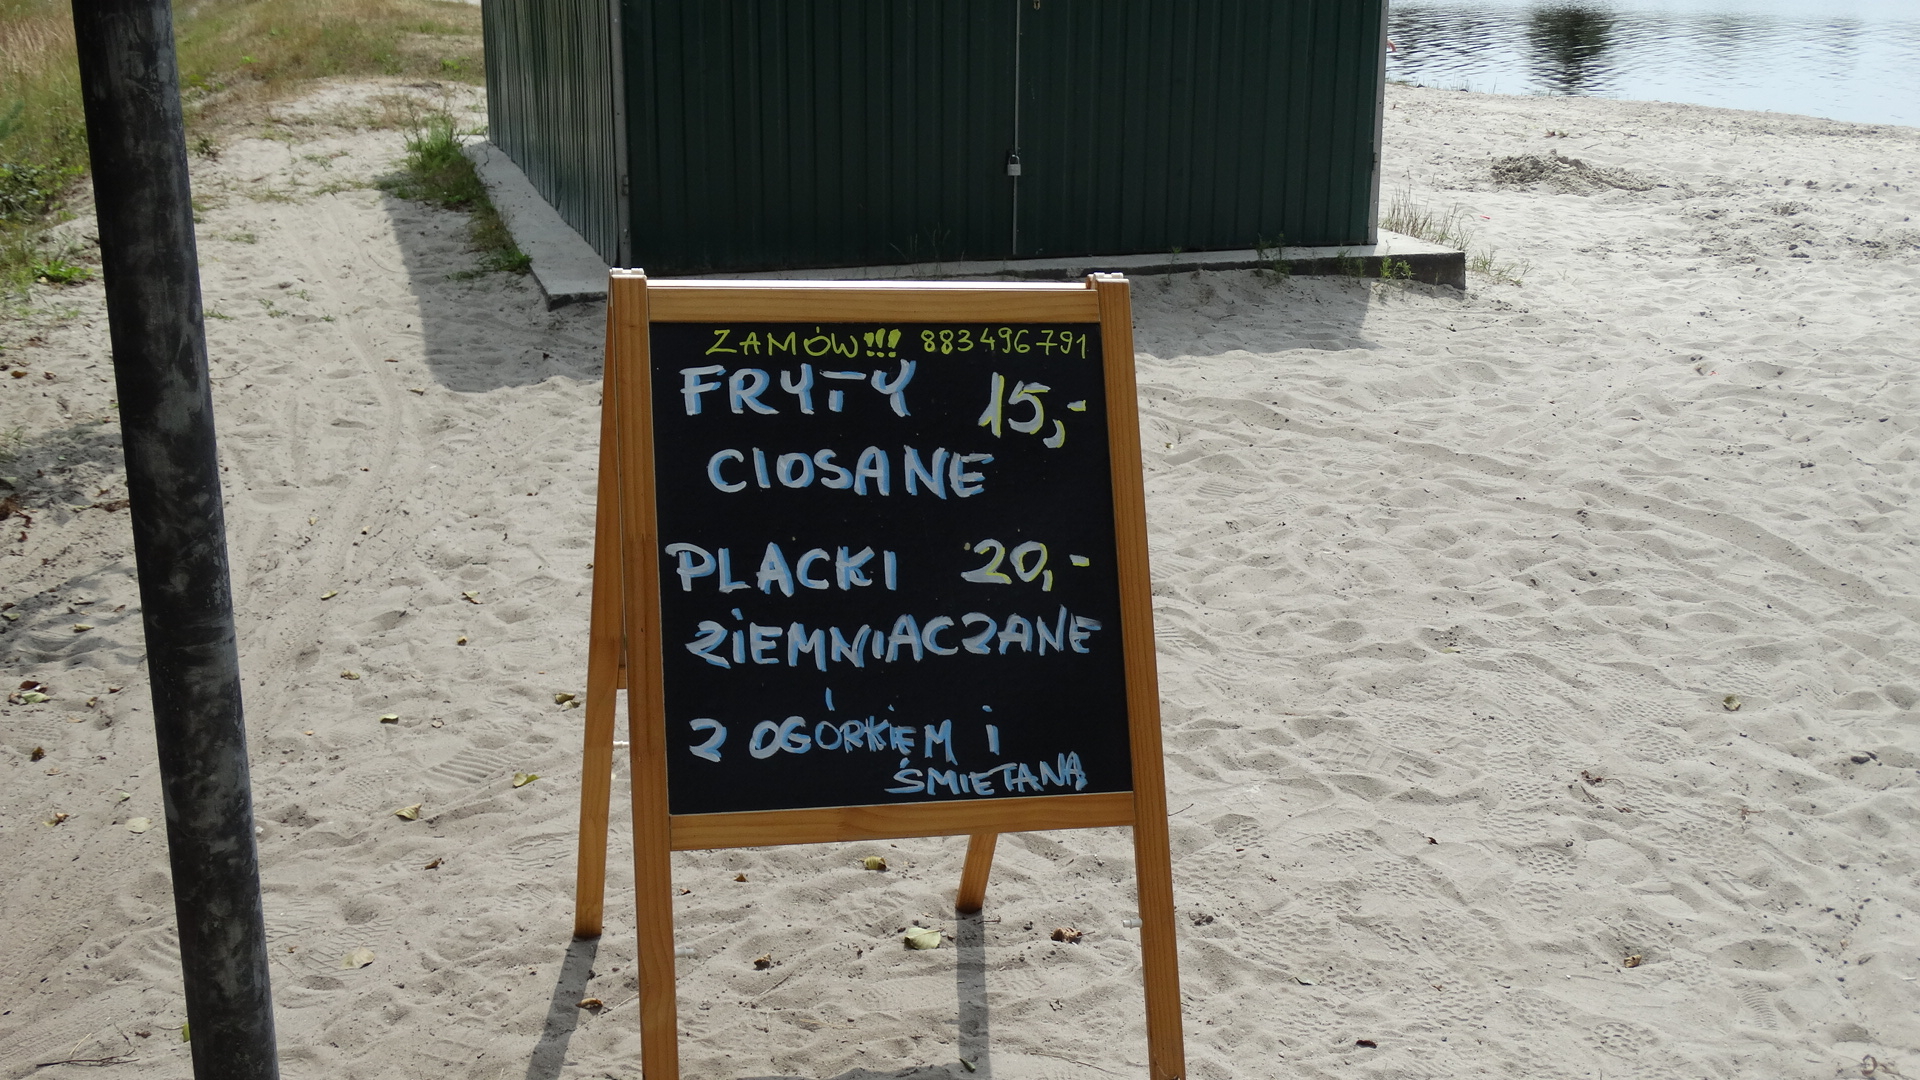 ZAMÓW!!! 883496791
FRYTY 15,-
CIOSANE
PLACKI 20,-
ZIEMNIACZANE
Z OGÓRKIEM i
ŚMIETANĄ